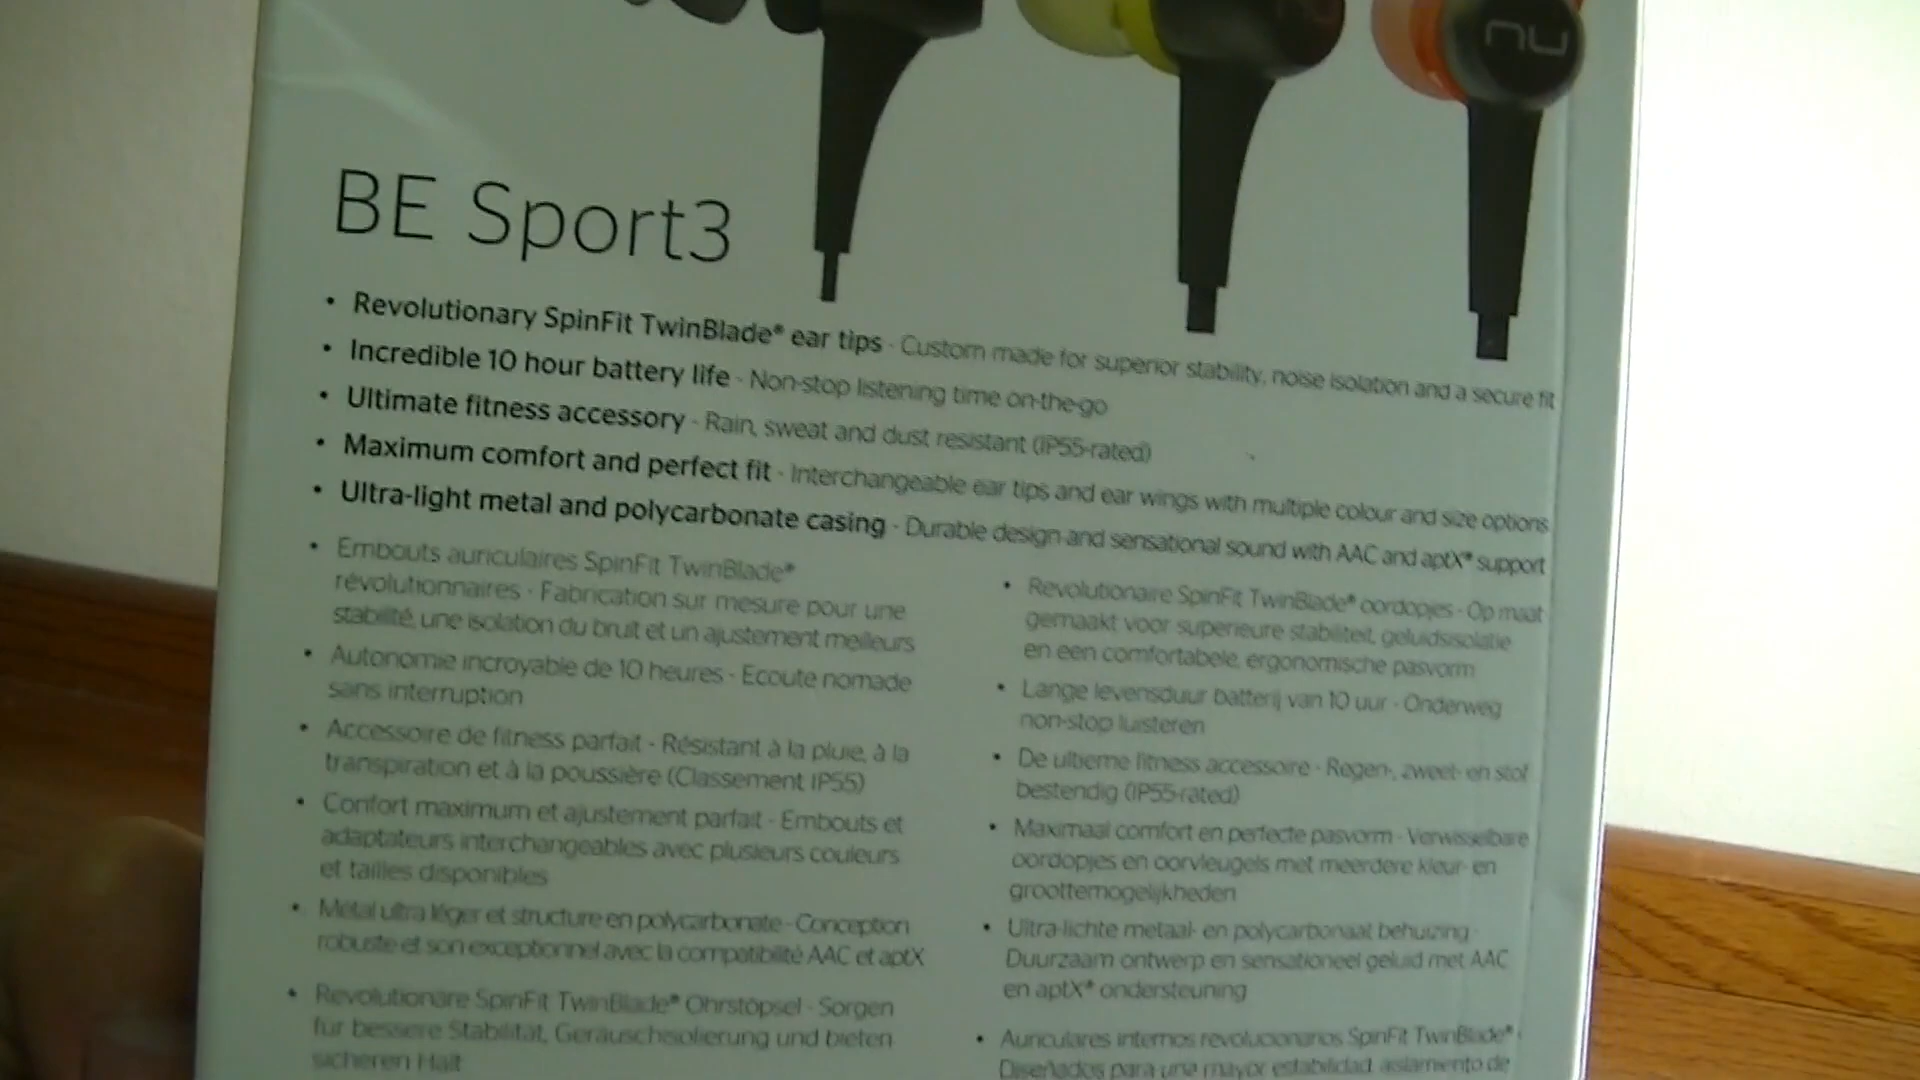 nu
BE Sport3
• Revolutionary SpinFit TwinBlade® ear tips - Custom made for superior stability, noise isolation and a secure fit
• Incredible 10 hour battery life - Non-stop listening time on-the-go
• Ultimate fitness accessory - Rain, sweat and dust resistant (IP55-rated)
• Maximum comfort and perfect fit - Interchangeable ear tips and ear wings with multiple colour and size options
• Ultra-light metal and polycarbonate casing - Durable design and sensational sound with AAC and aptX® support
• Embouts auriculaires SpinFit TwinBlade®
révolutionnaires - Fabrication sur mesure pour une
stabilité, une isolation du bruit et un ajustement meilleurs
• Autonomie incroyable de 10 heures - Ecoute nomade
sans interruption
• Accessoire de fitness parfait - Résistant à la pluie, à la
transpiration et à la poussière (Classement IP55)
• Confort maximum et ajustement parfait - Embouts et
adaptateurs interchangeables avec plusieurs couleurs
et tailles disponibles
• Métal ultra léger et structure en polycarbonate - Conception
robuste et son exceptionnel avec la compatibilité AAC et aptX
• Revolutionäre SpinFit TwinBlade® Ohrstöpsel - Sorgen
für bessere Stabilität, Geräuschisolierung und bieten
sicheren Halt
• Revolutionaire SpinFit TwinBlade® oordopjes - Op maat
gemaakt voor superieure stabiliteit, geluidsisolatie
en een comfortabele, ergonomische pasvorm
• Lange levensduur batterij van 10 uur - Onderweg
non-stop luisteren
• De ultieme fitness accessoire - Regen-, zweet- en stof
bestendig (IP55-rated)
• Maximaal comfort en perfecte pasvorm - Verwisselbare
oordopjes en oorvleugels met meerdere kleur- en
groottemogelijkheden
• Ultra-lichte metaal- en polycarbonaat behuizing -
Duurzaam ontwerp en sensationeel geluid met AAC
en aptX® ondersteuning
• Auriculares internos revolucionarios SpinFit TwinBlade® -
Diseñados para una mayor estabilidad, aislamiento de